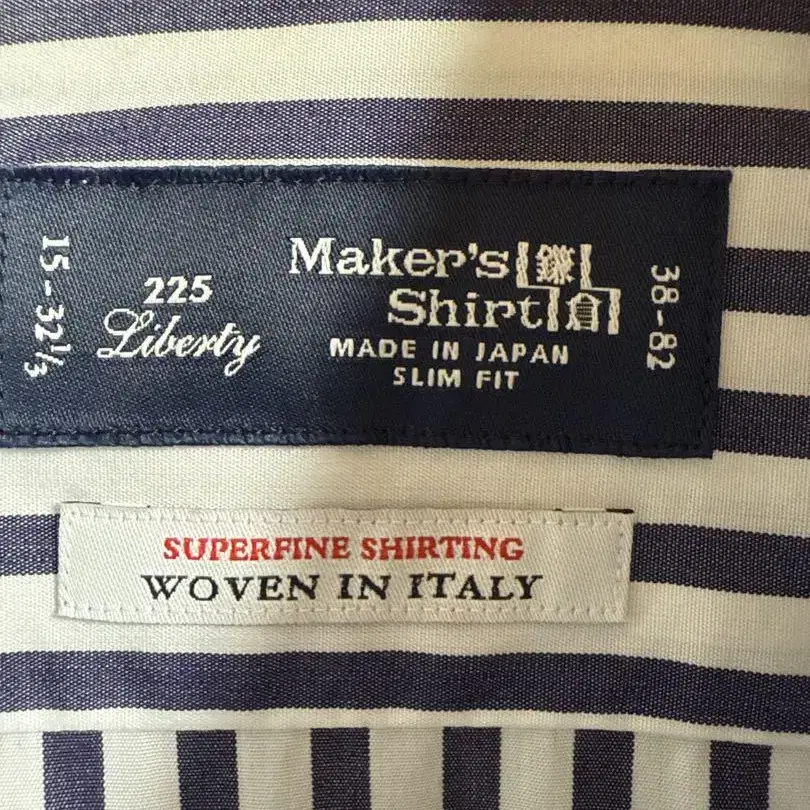 15-32⅓
225
Liberty
Maker's 鎌
Shirt 倉
MADE IN JAPAN
SLIM FIT
38-82
SUPERFINE SHIRTING
WOVEN IN ITALY